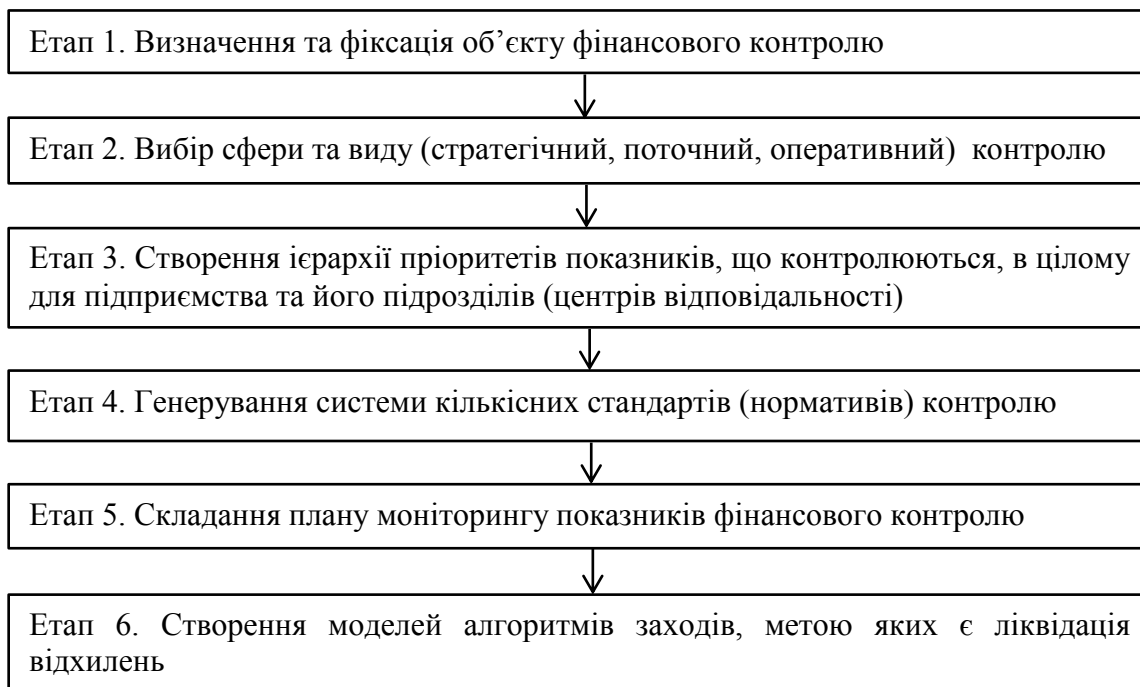 Етап 1. Визначення та фіксація об’єкту фінансового контролю
Етап 2. Вибір сфери та виду (стратегічний, поточний, оперативний) контролю
Етап 3. Створення ієрархії пріоритетів показників, що контролюються, в цілому
для підприємства та його підрозділів (центрів відповідальності)
Етап 4. Генерування системи кількісних стандартів (нормативів) контролю
Етап 5. Складання плану моніторингу показників фінансового контролю
Етап 6. Створення моделей алгоритмів заходів, метою яких є ліквідація
відхилень